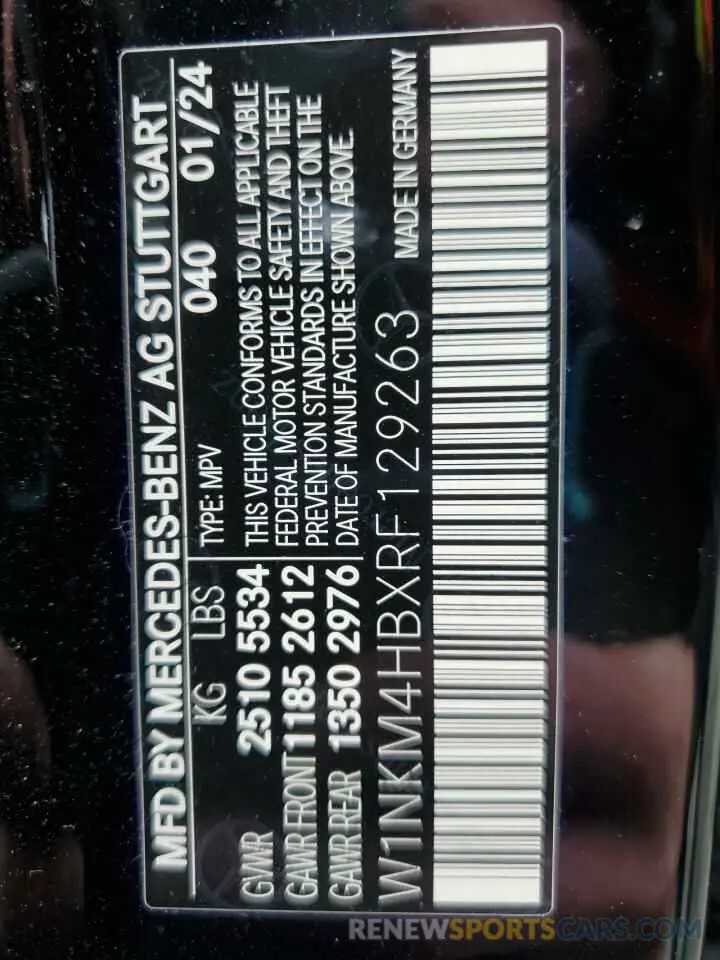 MFD BY MERCEDES-BENZ AG STUTTGART
KG LBS TYPE: MPV 040 01/24
GVWR 2510 5534 THIS VEHICLE CONFORMS TO ALL APPLICABLE
GAWR FRONT 1185 2612 FEDERAL MOTOR VEHICLE SAFETY AND THEFT
PREVENTION STANDARDS IN EFFECT ON THE
GAWR REAR 1350 2976 DATE OF MANUFACTURE SHOWN ABOVE.
W1NKM4HBXRF129263 MADE IN GERMANY
RENEWSPORTSCARS.COM